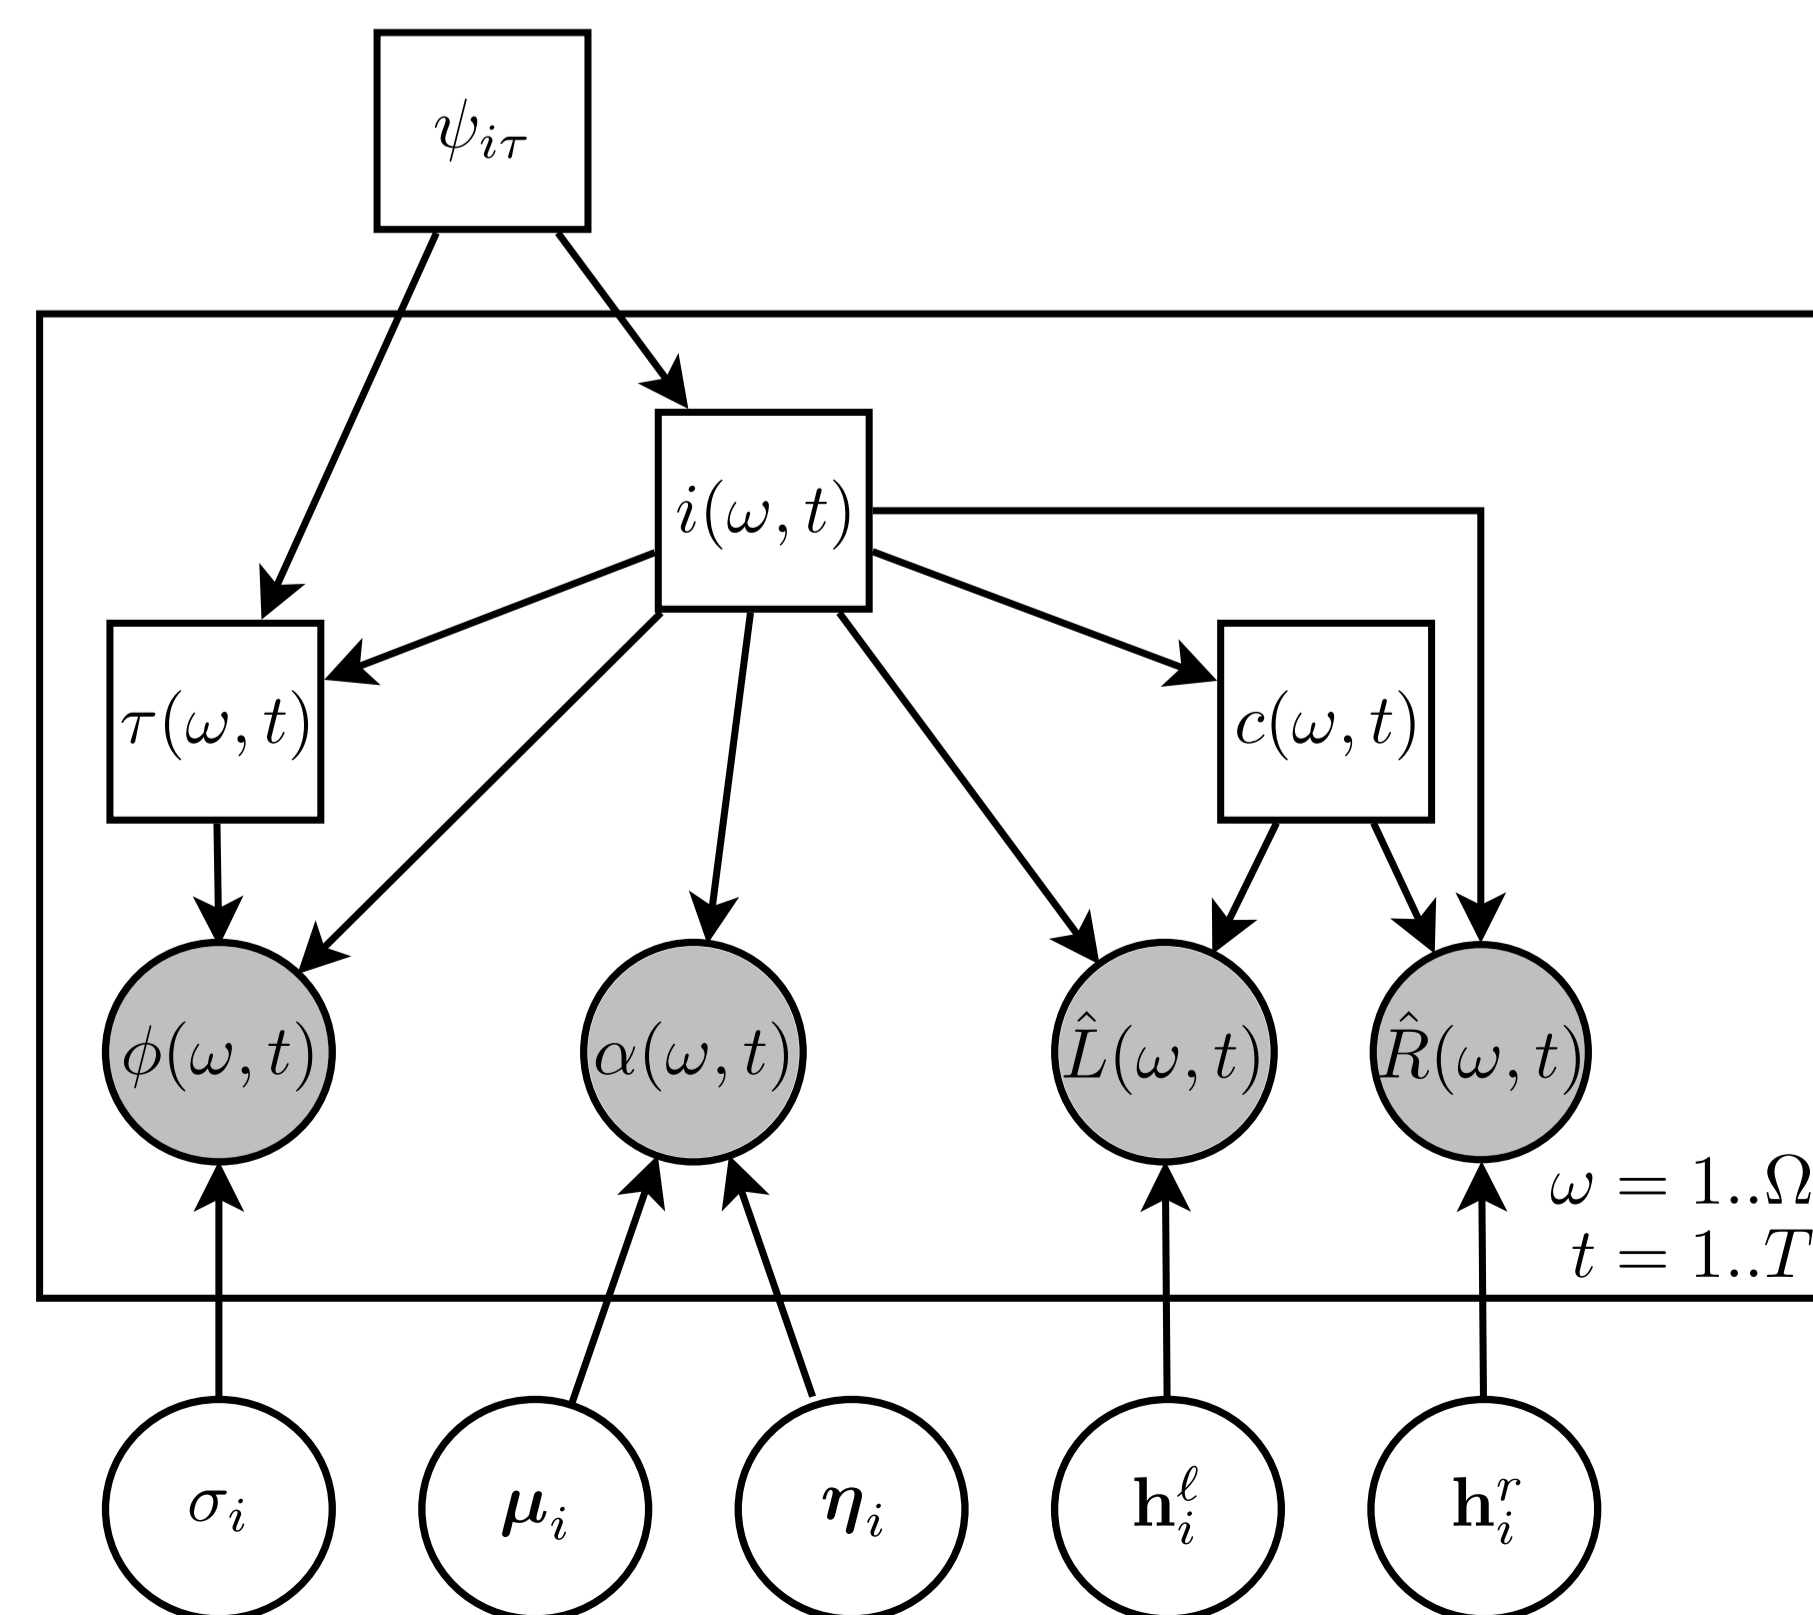 ψ_{iτ}
i(ω, t)
τ(ω, t)
c(ω, t)
ϕ(ω, t)
α(ω, t)
L̂(ω, t)
R̂(ω, t)
ω = 1..Ω
t = 1..T
σ_i
μ_i
η_i
h_i^ℓ
h_i^r